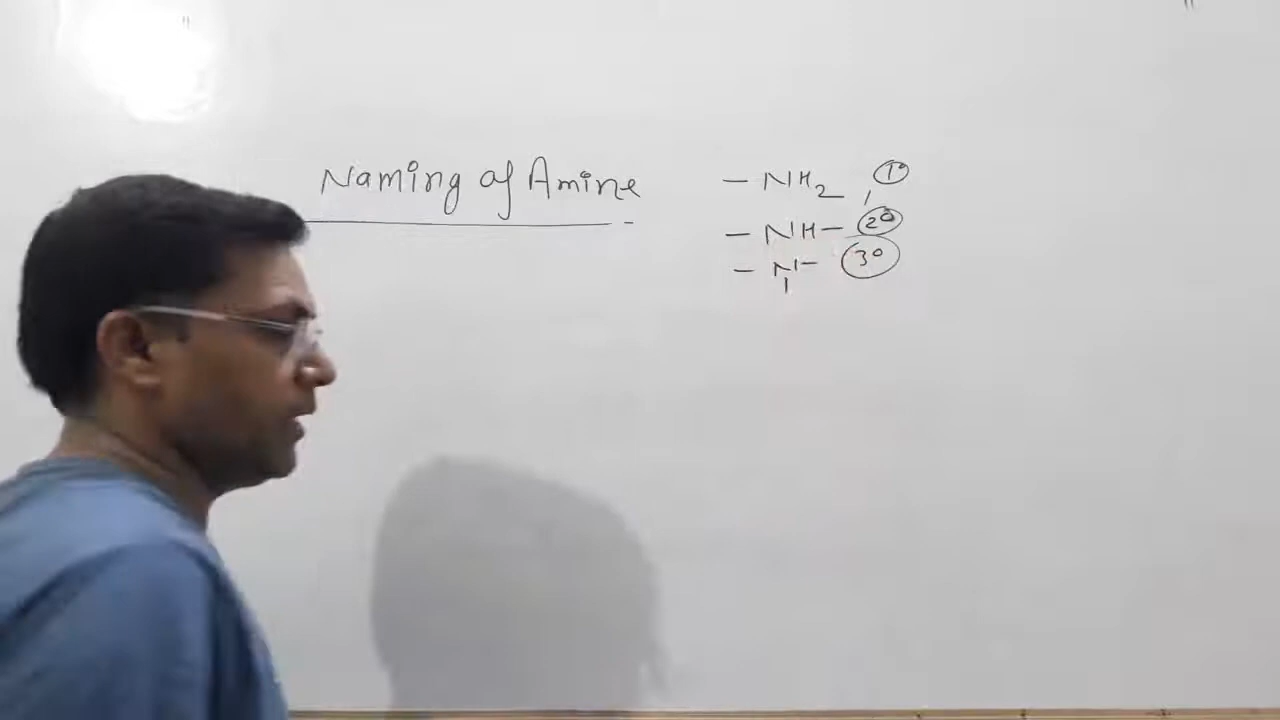 Naming of Amine
– NH₂ , 1°
– NH – 2°
– N – 3°